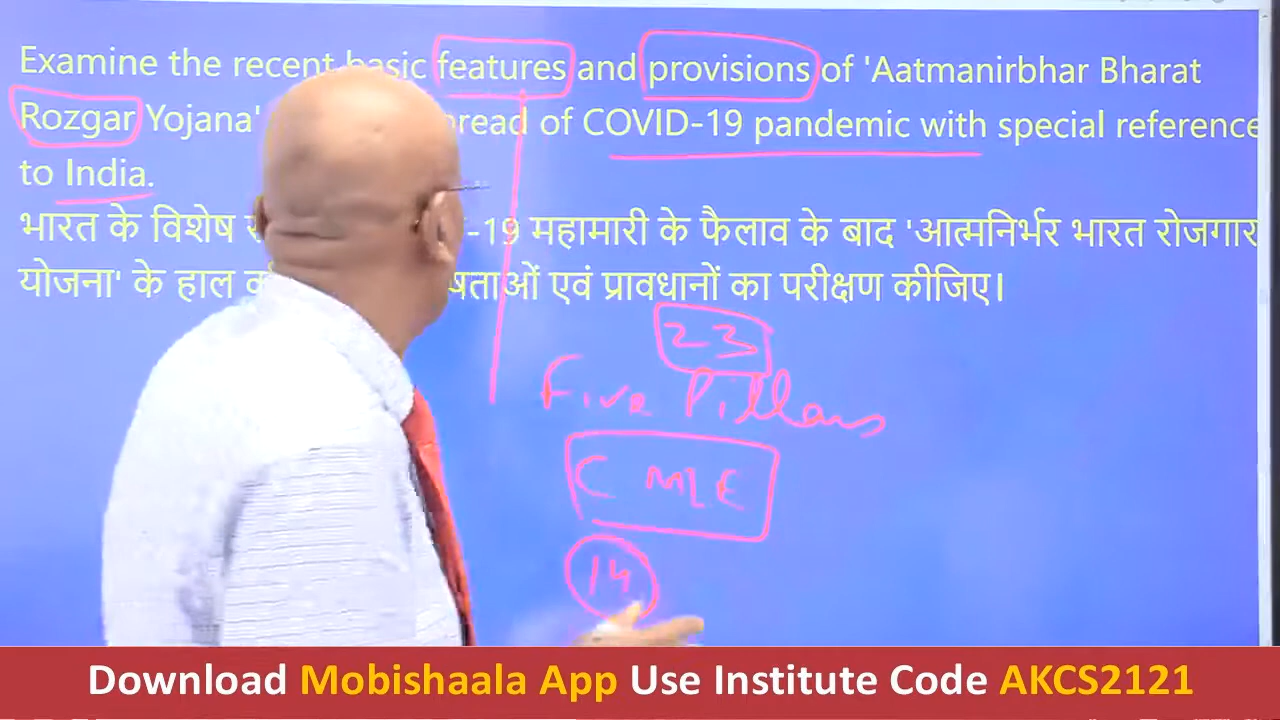 Examine the recent basic features and provisions of 'Aatmanirbhar Bharat
Rozgar Yojana' of COVID-19 pandemic with special reference
to India.
भारत के विशेष -19 महामारी के फैलाव के बाद 'आत्मनिर्भर भारत रोजगार
योजना' के हाल एवं प्रावधानों का परीक्षण कीजिए।
23
Five Pillars
14
Download Mobishaala App Use Institute Code AKCS2121